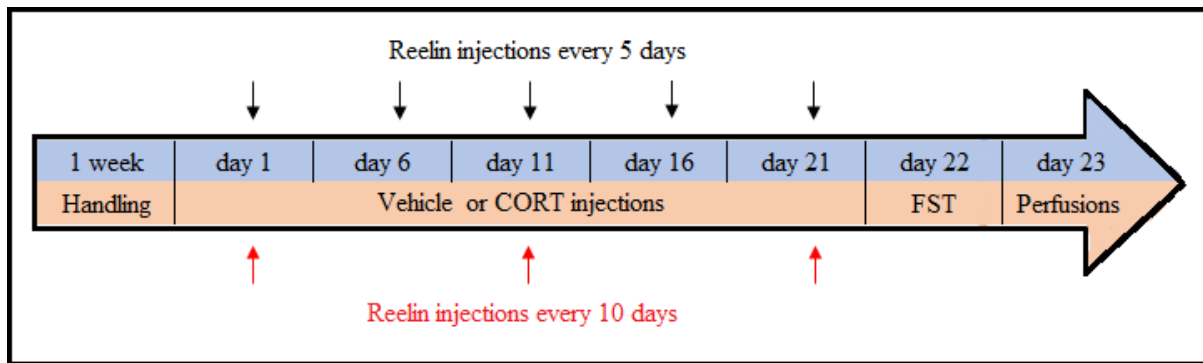 Reelin injections every 5 days
1 week day 1 day 6 day 11 day 16 day 21 day 22 day 23
Handling Vehicle or CORT injections FST Perfusions
Reelin injections every 10 days